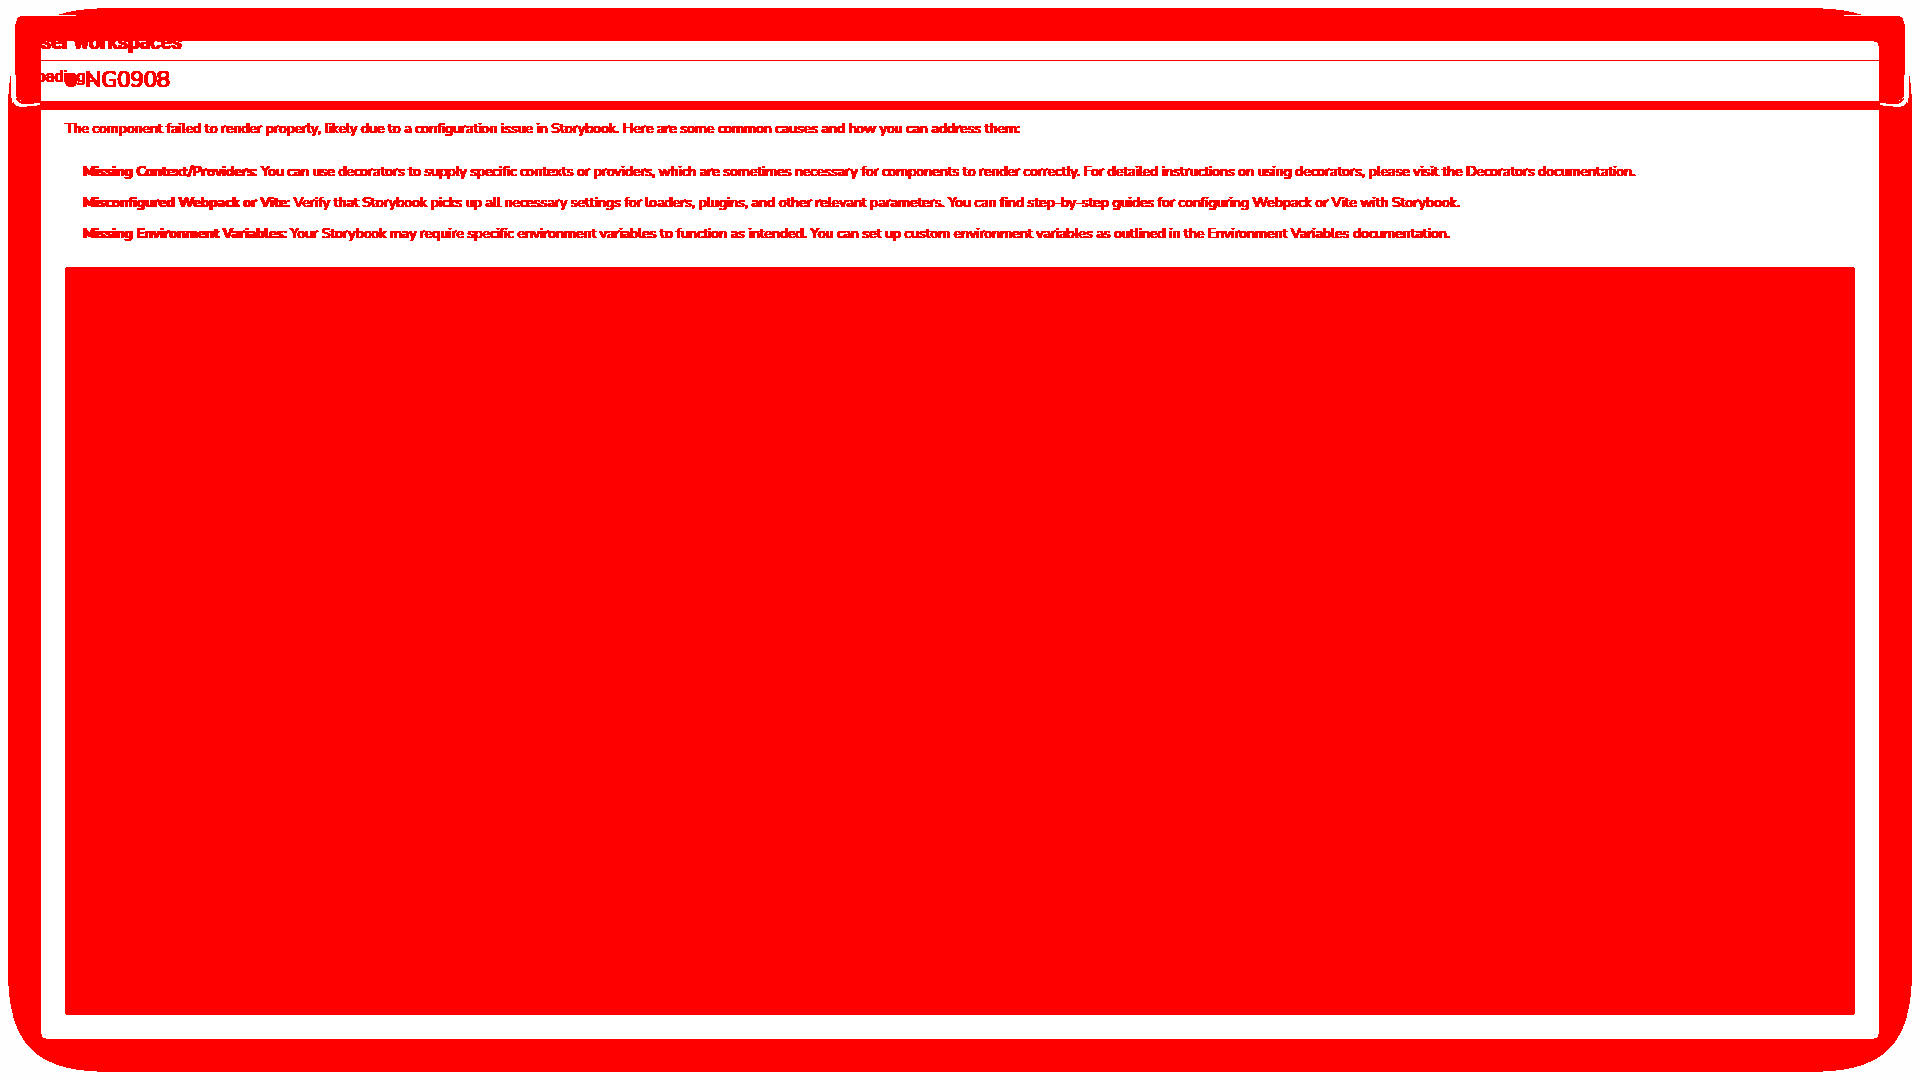 workspaces
NG0908
The component failed to render properly, likely due to a configuration issue in Storybook. Here are some common causes and how you can address them:
Missing Context/Providers: You can use decorators to supply specific contexts or providers, which are sometimes necessary for components to render correctly. For detailed instructions on using decorators, please visit the Decorators documentation.
Misconfigured Webpack or Vite: Verify that Storybook picks up all necessary settings for loaders, plugins, and other relevant parameters. You can find step-by-step guides for configuring Webpack or Vite with Storybook.
Missing Environment Variables: Your Storybook may require specific environment variables to function as intended. You can set up custom environment variables as outlined in the Environment Variables documentation.